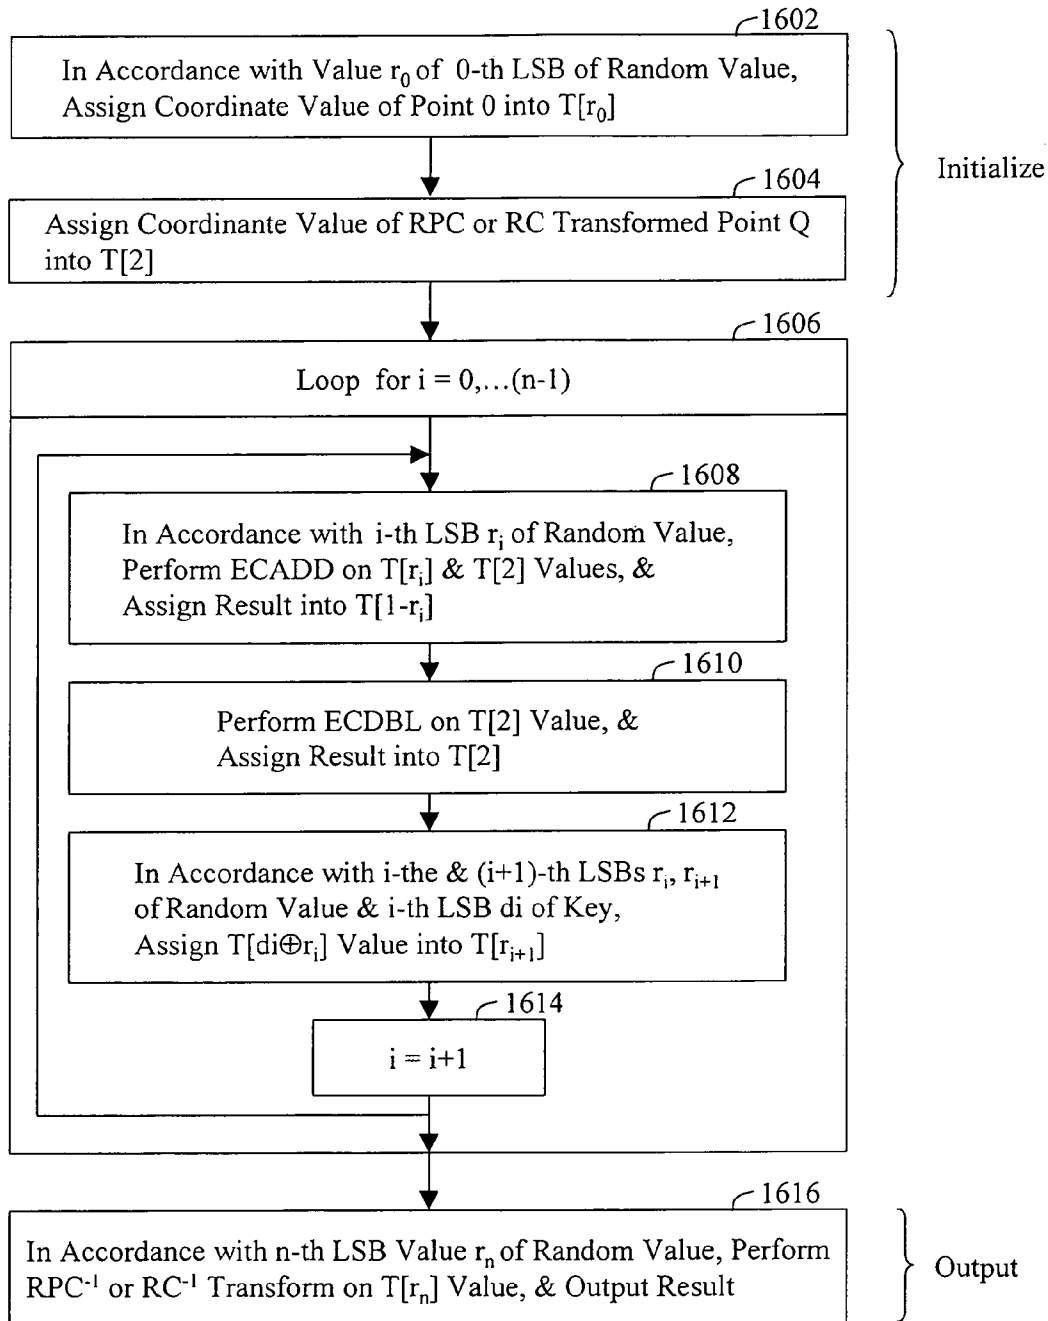 1602
In Accordance with Value r₀ of 0-th LSB of Random Value,
Assign Coordinate Value of Point 0 into T[r₀]
Initialize
1604
Assign Coordinante Value of RPC or RC Transformed Point Q
into T[2]
1606
Loop for i = 0,...(n-1)
1608
In Accordance with i-th LSB rᵢ of Random Value,
Perform ECADD on T[rᵢ] & T[2] Values, &
Assign Result into T[1-rᵢ]
1610
Perform ECDBL on T[2] Value, &
Assign Result into T[2]
1612
In Accordance with i-the & (i+1)-th LSBs rᵢ, rᵢ₊₁
of Random Value & i-th LSB di of Key,
Assign T[di⊕rᵢ] Value into T[rᵢ₊₁]
1614
i = i+1
1616
In Accordance with n-th LSB Value rₙ of Random Value, Perform
RPC⁻¹ or RC⁻¹ Transform on T[rₙ] Value, & Output Result
Output